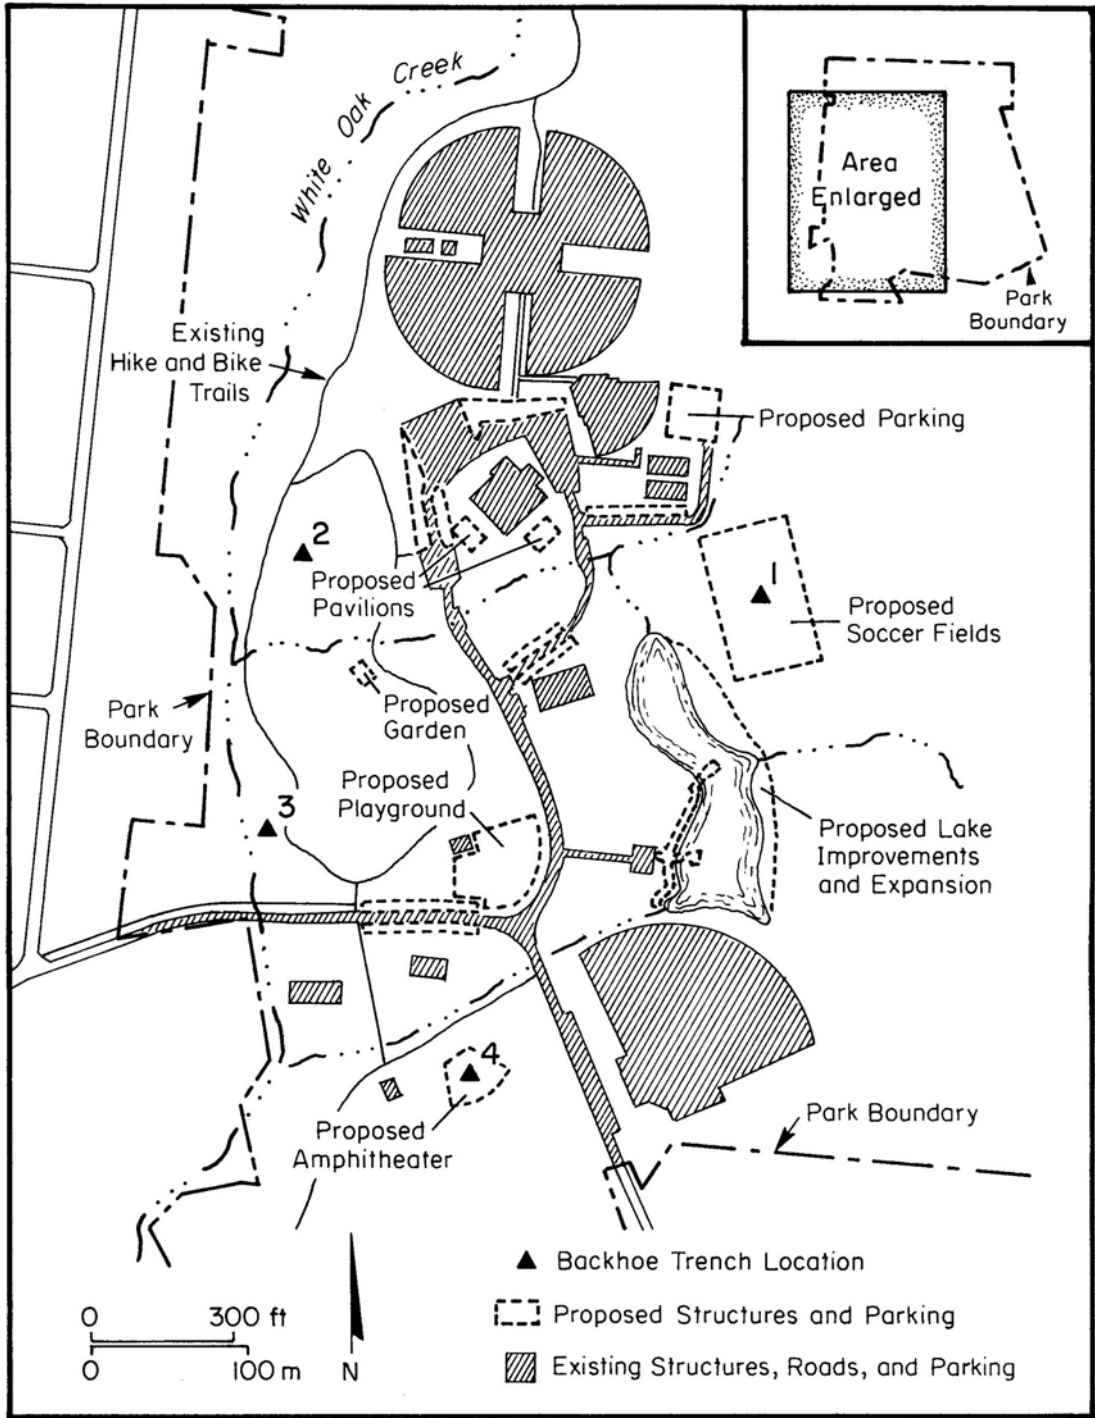 White Oak Creek
Area
Enlarged
Park
Boundary
Existing
Hike and Bike
Trails
Proposed Parking
2
1
Proposed
Pavilions
Proposed
Soccer Fields
Park
Boundary
Proposed
Garden
Proposed
Playground
3
Proposed Lake
Improvements
and Expansion
4
Proposed
Amphitheater
Park Boundary
Backhoe Trench Location
0 300 ft
Proposed Structures and Parking
0 100 m
N
Existing Structures, Roads, and Parking